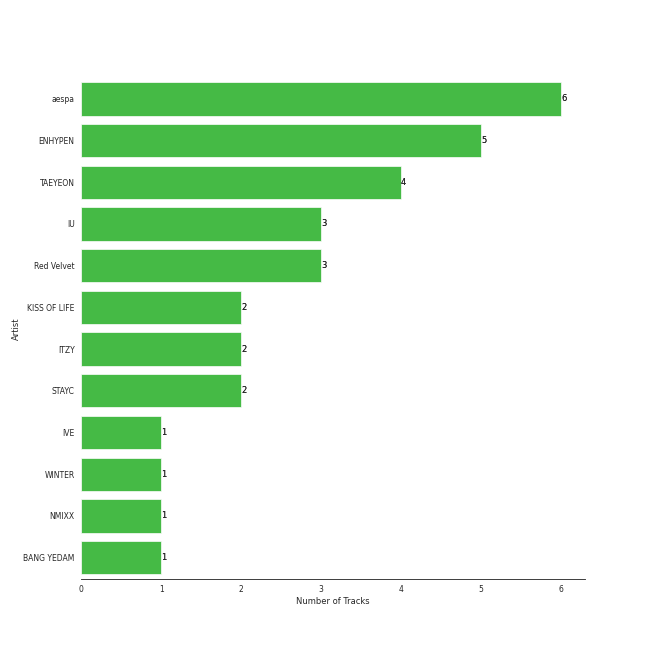 aespa 6
ENHYPEN 5
TAEYEON 4
IU 3
Red Velvet 3
KISS OF LIFE 2
ITZY 2
STAYC 2
IVE 1
WINTER 1
NMIXX 1
BANG YEDAM 1
Artist
0 1 2 3 4 5 6
Number of Tracks